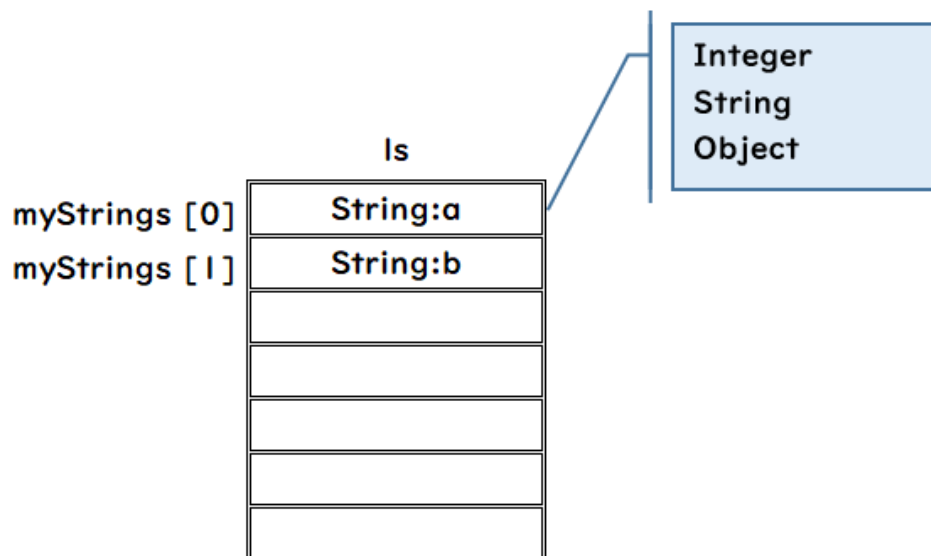 Integer
String
Object
ls
myStrings [0]
String:a
myStrings [1]
String:b